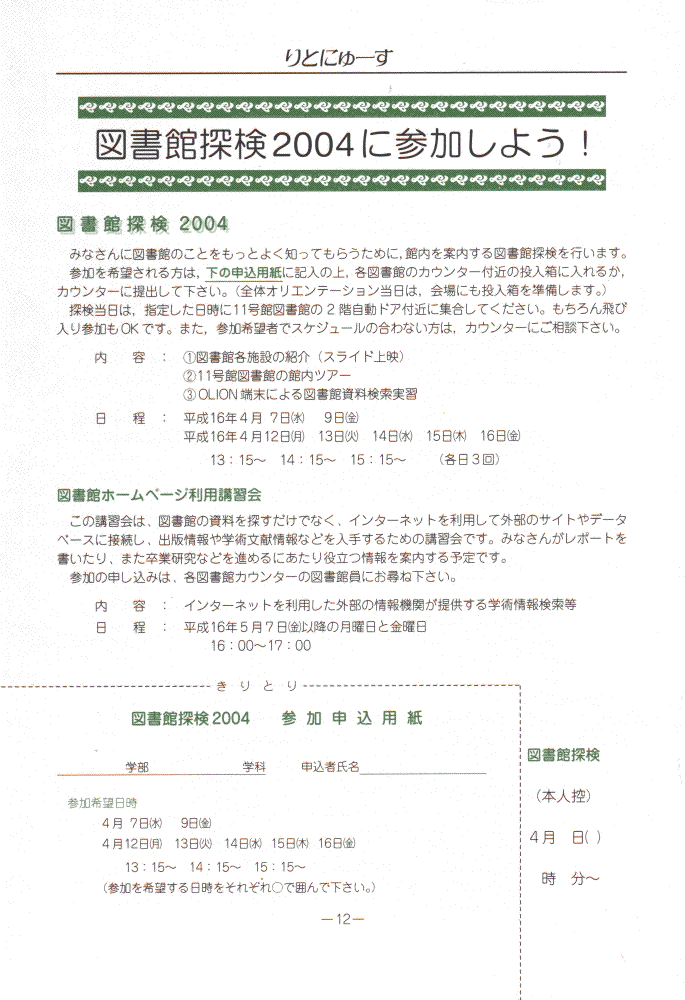 りとにゅーす
図書館探検2004に参加しよう！
図書館探検 2004
みなさんに図書館のことをもっとよく知ってもらうために，館内を案内する図書館探検を行います。
参加を希望される方は，下の申込用紙に記入の上，各図書館のカウンター付近の投入箱に入れるか，
カウンターに提出して下さい。（全体オリエンテーション当日は，会場にも投入箱を準備します。）
探検当日は，指定した日時に11号館図書館の２階自動ドア付近に集合してください。もちろん飛び
入り参加もOKです。また，参加希望者でスケジュールの合わない方は，カウンターにご相談下さい。
内　容：①図書館各施設の紹介（スライド上映）
②11号館図書館の館内ツアー
③OLION端末による図書館資料検索実習
日　程：平成16年４月 ７日㈬　９日㈮
平成16年４月12日㈪　13日㈫　14日㈬　15日㈭　16日㈮
13：15～　14：15～　15：15～　（各日３回）
図書館ホームページ利用講習会
この講習会は、図書館の資料を探すだけでなく、インターネットを利用して外部のサイトやデータ
ベースに接続し、出版情報や学術文献情報などを入手するための講習会です。みなさんがレポートを
書いたり、また卒業研究などを進めるにあたり役立つ情報を案内する予定です。
参加の申し込みは、各図書館カウンターの図書館員にお尋ね下さい。
内　容：インターネットを利用した外部の情報機関が提供する学術情報検索等
日　程：平成16年５月７日㈮以降の月曜日と金曜日
16：00～17：00
きりとり
図書館探検2004　参加申込用紙
学部　学科　申込者氏名
参加希望日時
４月 ７日㈬　９日㈮
４月12日㈪　13日㈫　14日㈬　15日㈭　16日㈮
13：15～　14：15～　15：15～
（参加を希望する日時をそれぞれ○で囲んで下さい。）
図書館探検
（本人控）
４月　日( )
時　分～
－12－